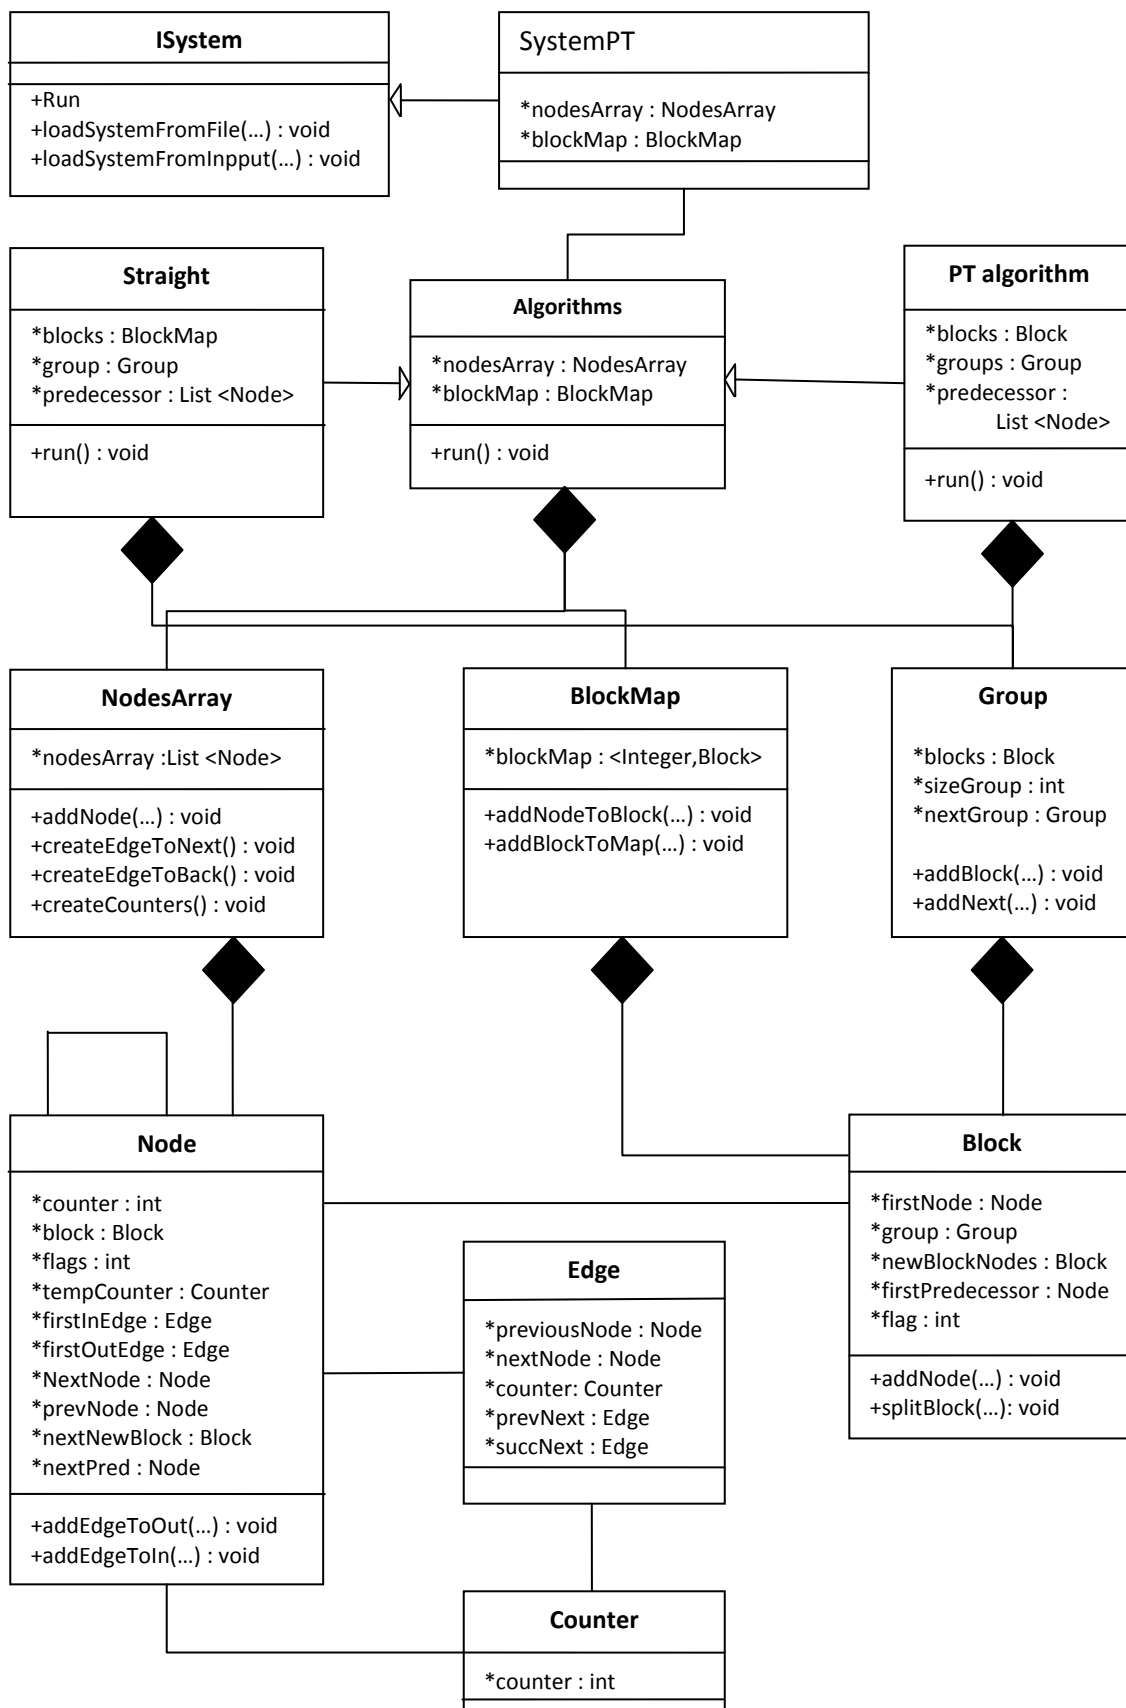 ISystem
+Run
+loadSystemFromFile(...) : void
+loadSystemFromInpput(...) : void
SystemPT
*nodesArray : NodesArray
*blockMap : BlockMap
Straight
*blocks : BlockMap
*group : Group
*predecessor : List <Node>
+run() : void
Algorithms
*nodesArray : NodesArray
*blockMap : BlockMap
+run() : void
PT algorithm
*blocks : Block
*groups : Group
*predecessor :
List <Node>
+run() : void
NodesArray
*nodesArray :List <Node>
+addNode(...) : void
+createEdgeToNext() : void
+createEdgeToBack() : void
+createCounters() : void
BlockMap
*blockMap : <Integer,Block>
+addNodeToBlock(...) : void
+addBlockToMap(...) : void
Group
*blocks : Block
*sizeGroup : int
*nextGroup : Group
+addBlock(...) : void
+addNext(...) : void
Node
*counter : int
*block : Block
*flags : int
*tempCounter : Counter
*firstInEdge : Edge
*firstOutEdge : Edge
*NextNode : Node
*prevNode : Node
*nextNewBlock : Block
*nextPred : Node
+addEdgeToOut(...) : void
+addEdgeToIn(...) : void
Edge
*previousNode : Node
*nextNode : Node
*counter: Counter
*prevNext : Edge
*succNext : Edge
Block
*firstNode : Node
*group : Group
*newBlockNodes : Block
*firstPredecessor : Node
*flag : int
+addNode(...) : void
+splitBlock(...): void
Counter
*counter : int